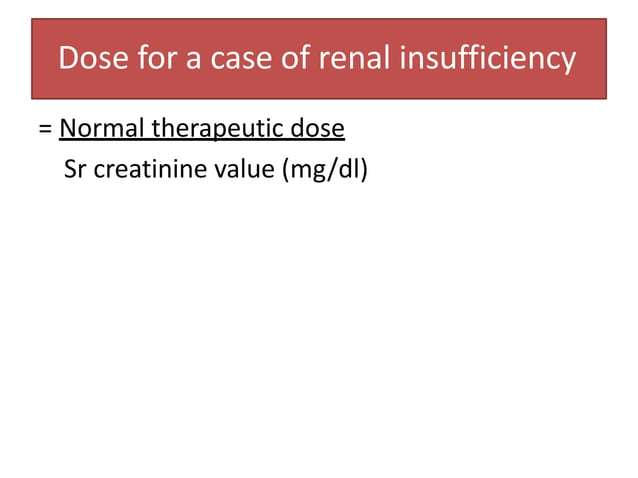 Dose for a case of renal insufficiency
= Normal therapeutic dose
Sr creatinine value (mg/dl)